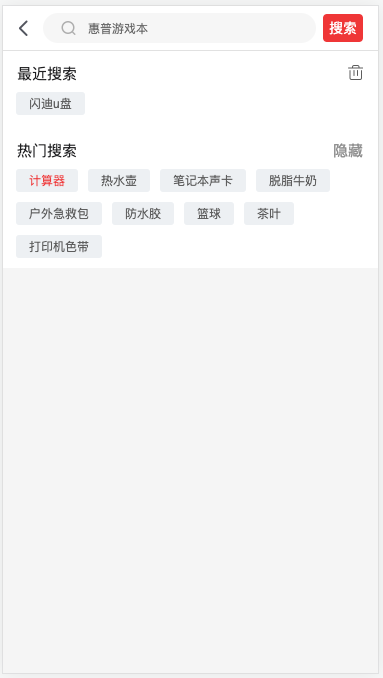 惠普游戏本 搜索
最近搜索
闪迪u盘
热门搜索 隐藏
计算器 热水壶 笔记本声卡 脱脂牛奶
户外急救包 防水胶 篮球 茶叶
打印机色带